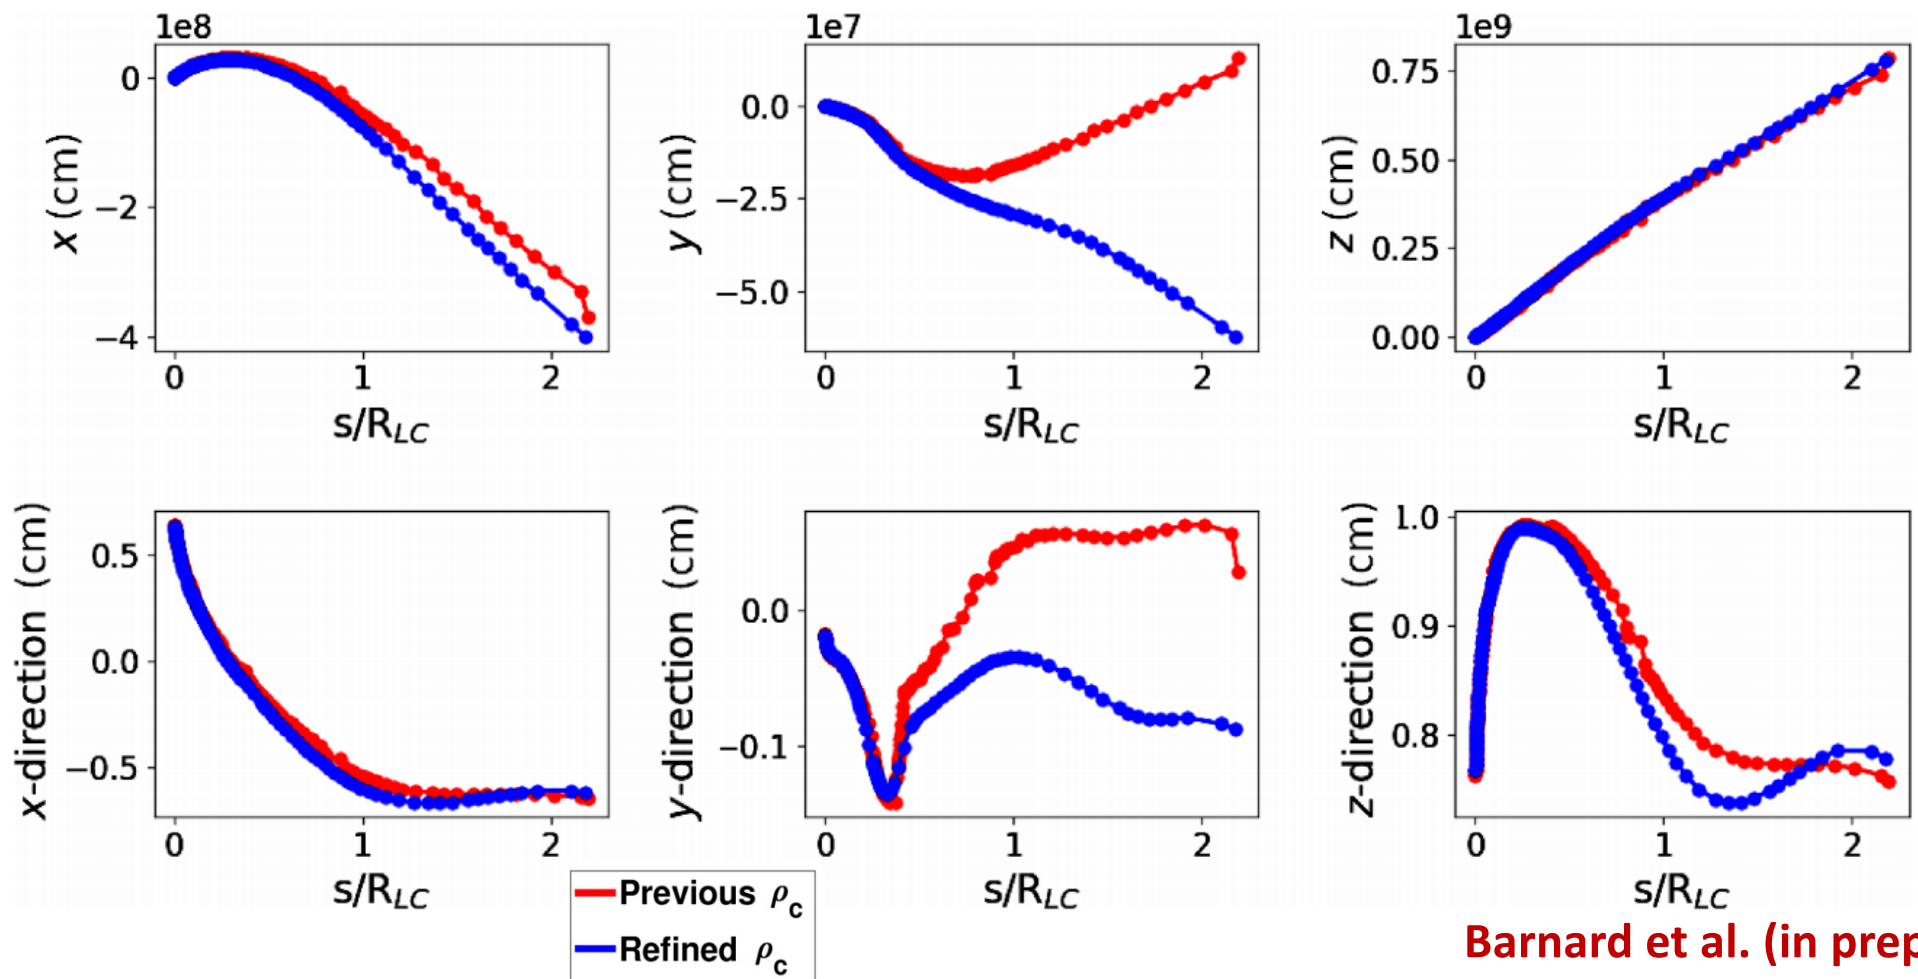 1e8
0
−2
−4
x (cm)
0 1 2
s/R_LC
1e7
0.0
−2.5
−5.0
y (cm)
0 1 2
s/R_LC
1e9
0.75
0.50
0.25
0.00
z (cm)
0 1 2
s/R_LC
0.5
0.0
−0.5
x-direction (cm)
0 1 2
s/R_LC
0.0
−0.1
y-direction (cm)
0 1 2
s/R_LC
1.0
0.9
0.8
z-direction (cm)
0 1 2
s/R_LC
Previous ρ_c
Refined ρ_c
Barnard et al. (in prep